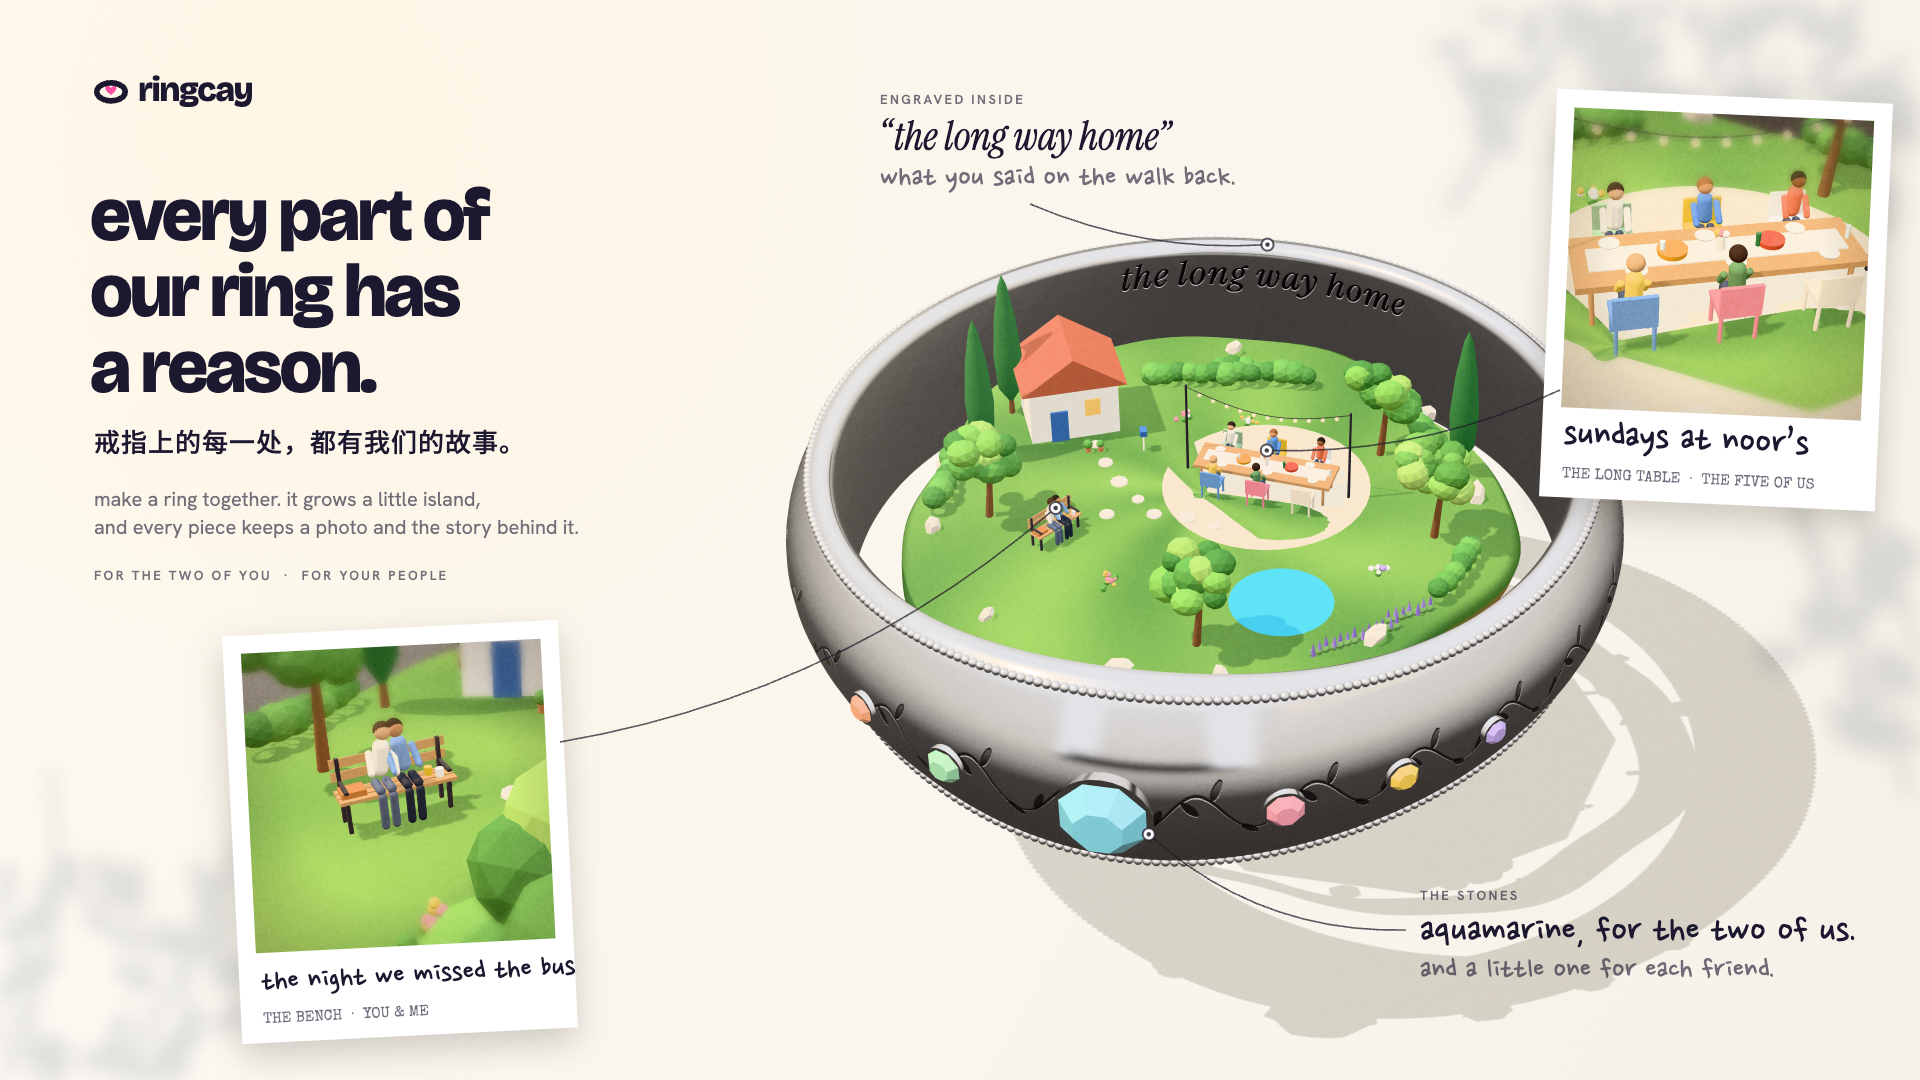 ringcay
every part of
our ring has
a reason.
戒指上的每一处，都有我们的故事。
make a ring together. it grows a little island,
and every piece keeps a photo and the story behind it.
FOR THE TWO OF YOU · FOR YOUR PEOPLE
the night we missed the bus
THE BENCH · YOU & ME
ENGRAVED INSIDE
“the long way home”
what you said on the walk back.
the long way home
sundays at noor’s
THE LONG TABLE · THE FIVE OF US
THE STONES
aquamarine, for the two of us.
and a little one for each friend.